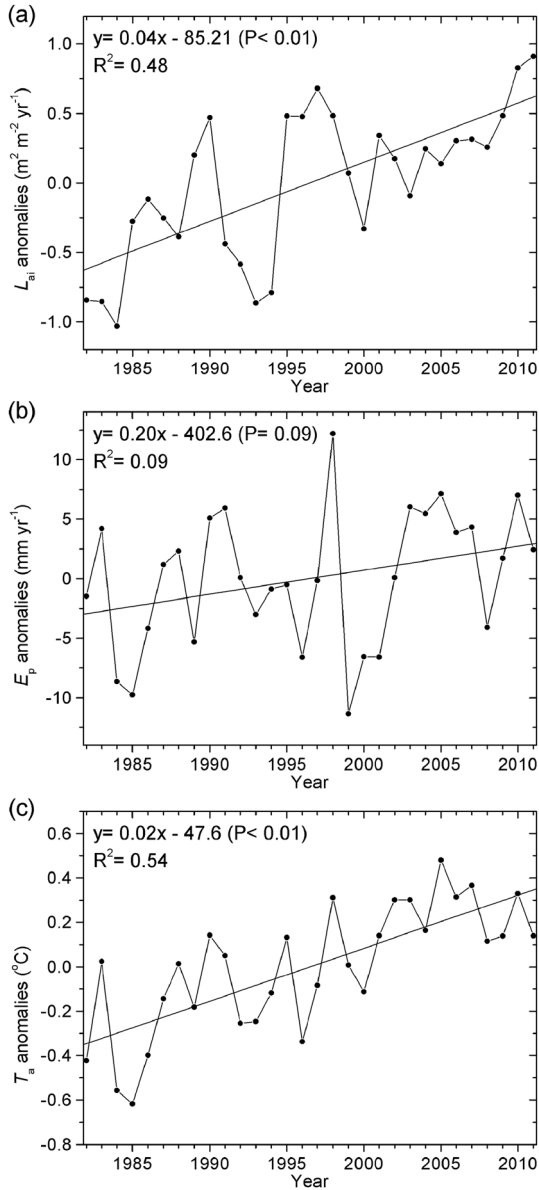 (a)
y= 0.04x - 85.21 (P< 0.01)
R²= 0.48
1.0
0.5
0.0
-0.5
-1.0
Lai anomalies (m² m⁻² yr⁻¹)
1985 1990 1995 2000 2005 2010
Year
(b)
y= 0.20x - 402.6 (P= 0.09)
R²= 0.09
10
5
0
-5
-10
Ep anomalies (mm yr⁻¹)
1985 1990 1995 2000 2005 2010
Year
(c)
y= 0.02x - 47.6 (P< 0.01)
R²= 0.54
0.6
0.4
0.2
0.0
-0.2
-0.4
-0.6
-0.8
Ta anomalies (°C)
1985 1990 1995 2000 2005 2010
Year